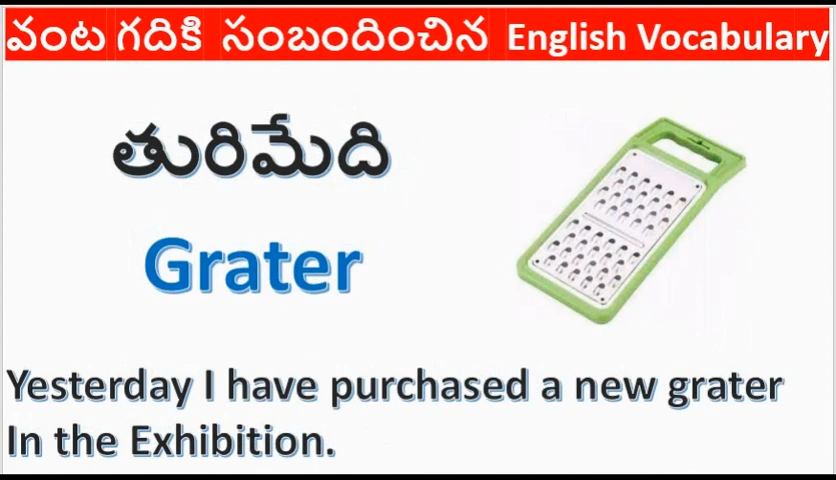 వంట గదికి సంబందించిన English Vocabulary
తురిమేది
Grater
Yesterday I have purchased a new grater
In the Exhibition.